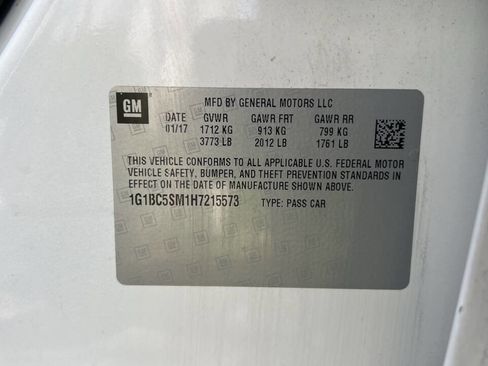 GM
MFD BY GENERAL MOTORS LLC
DATE GVWR GAWR FRT GAWR RR
01/17 1712 KG 913 KG 799 KG
3773 LB 2012 LB 1761 LB
THIS VEHICLE CONFORMS TO ALL APPLICABLE U.S. FEDERAL MOTOR
VEHICLE SAFETY, BUMPER, AND THEFT PREVENTION STANDARDS IN
EFFECT ON THE DATE OF MANUFACTURE SHOWN ABOVE.
1G1BC5SM1H7215573 TYPE: PASS CAR